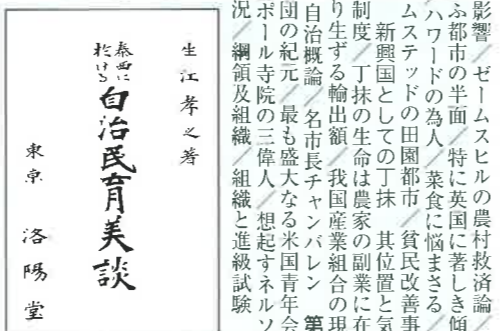 影響／ゼームスヒルの農村救済論／
ふ都市の半面／特に英国に著しき傾
／ハワードの為人／菜食に悩まさる
ムステッドの田園都市／貧民改善事
新興国としての丁抹　其位置と気
制度／丁抹の生命は農家の副業に在
り生ずる輸出額／我国産業組合の現
自治概論／名市長チャンバレン　第
団の紀元／最も盛大なる米国青年会
ポール寺院の三偉人／想起すネルソ
況／綱領及組織／組織と進級試験
生江孝之著
泰西に於ける
自治民育美談
東京　洛陽堂